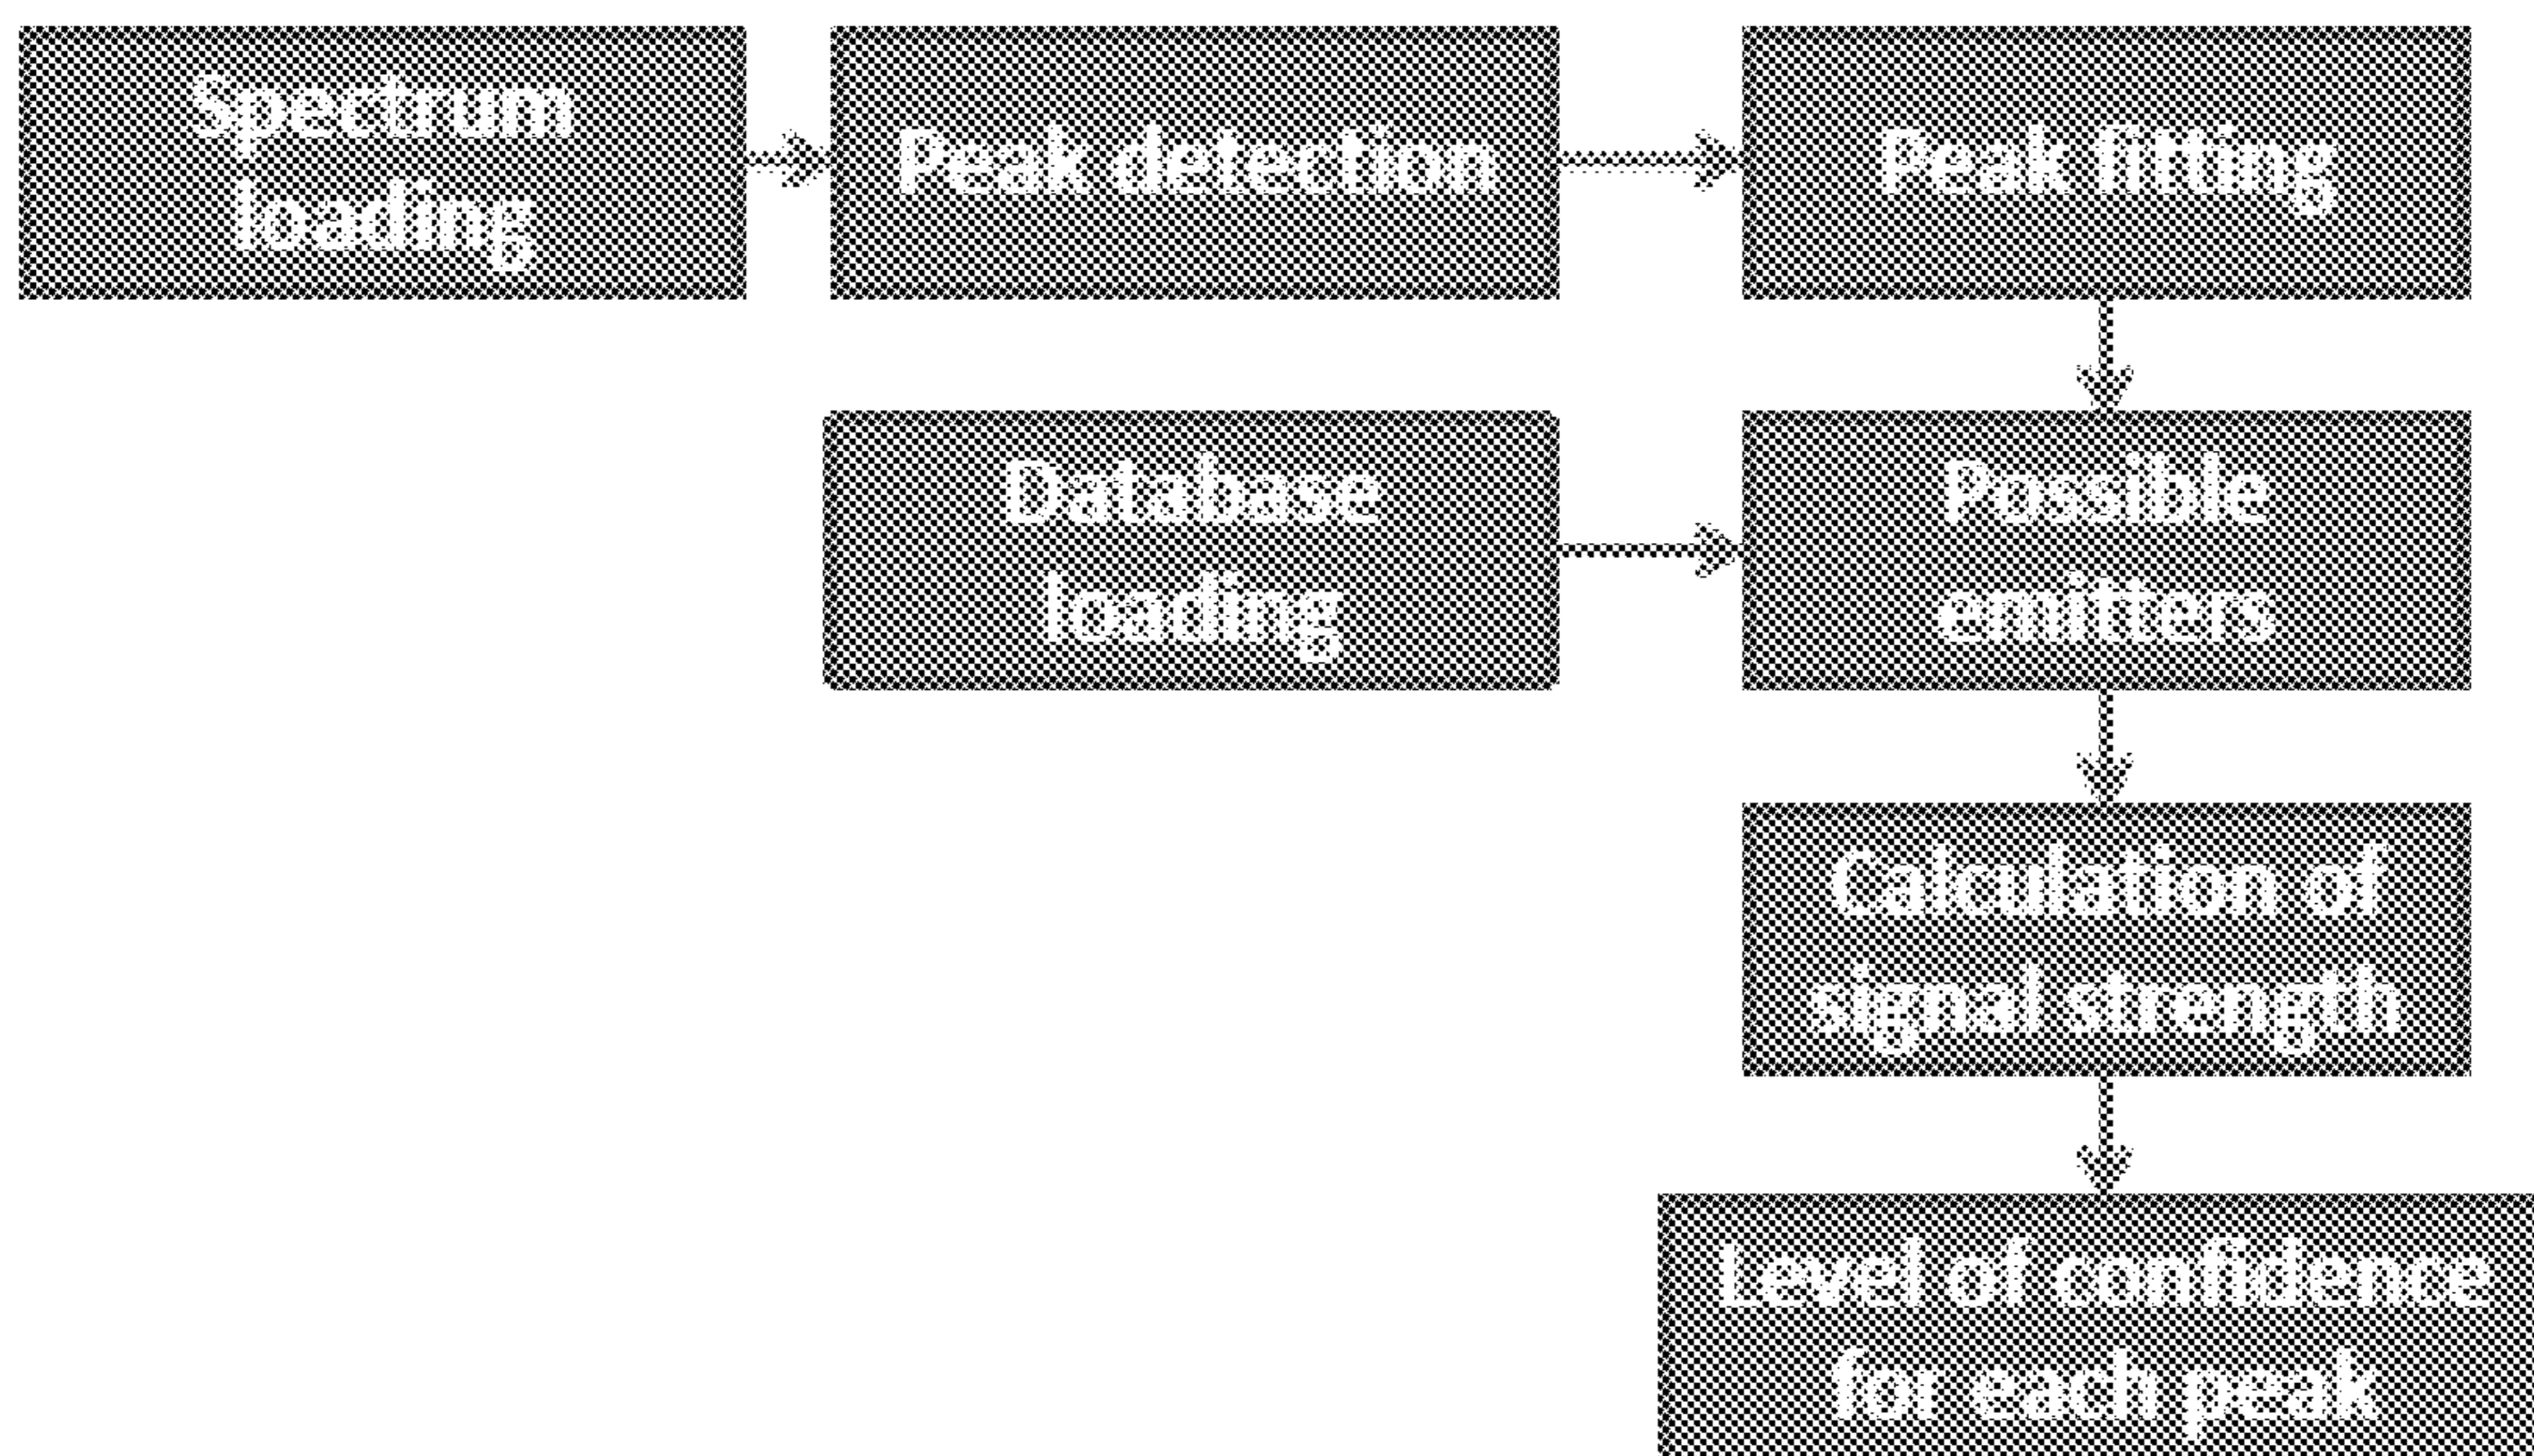 Spectrum
loading
Peak detection
Peak fitting
Database
loading
Possible
emitters
Calculation of
signal strength
Level of confidence
for each peak